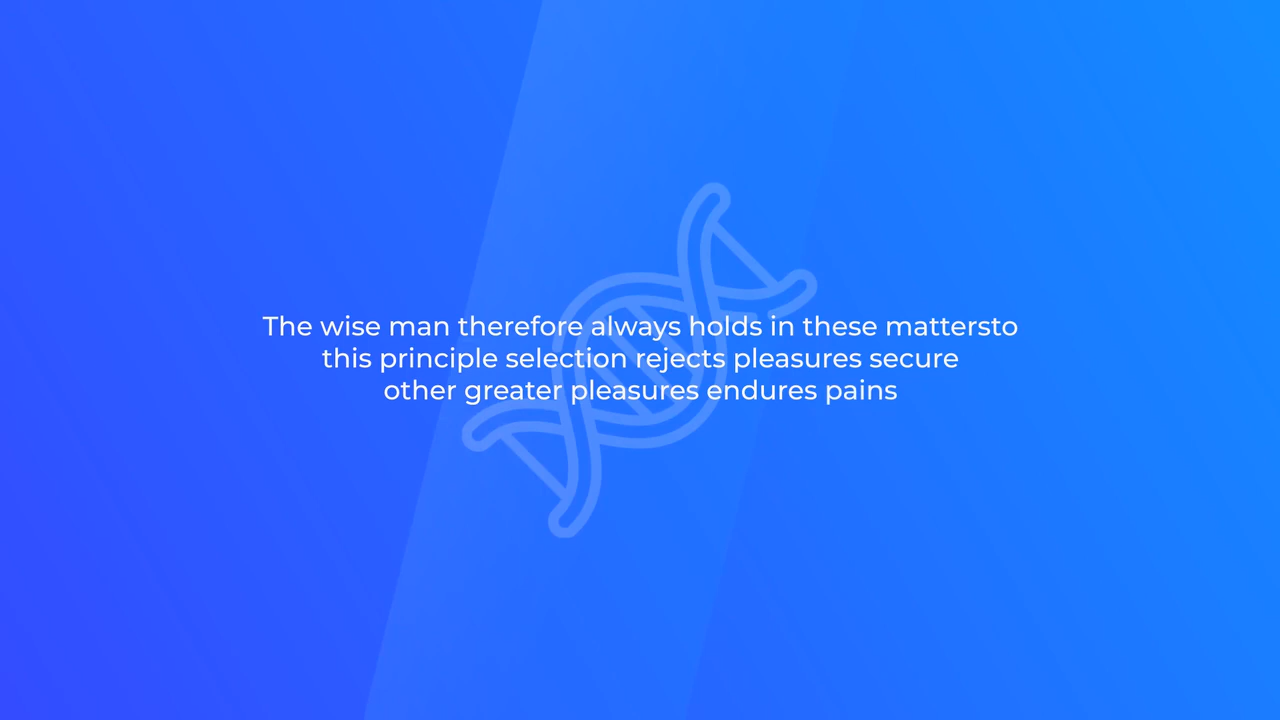 The wise man therefore always holds in these mattersto
this principle selection rejects pleasures secure
other greater pleasures endures pains